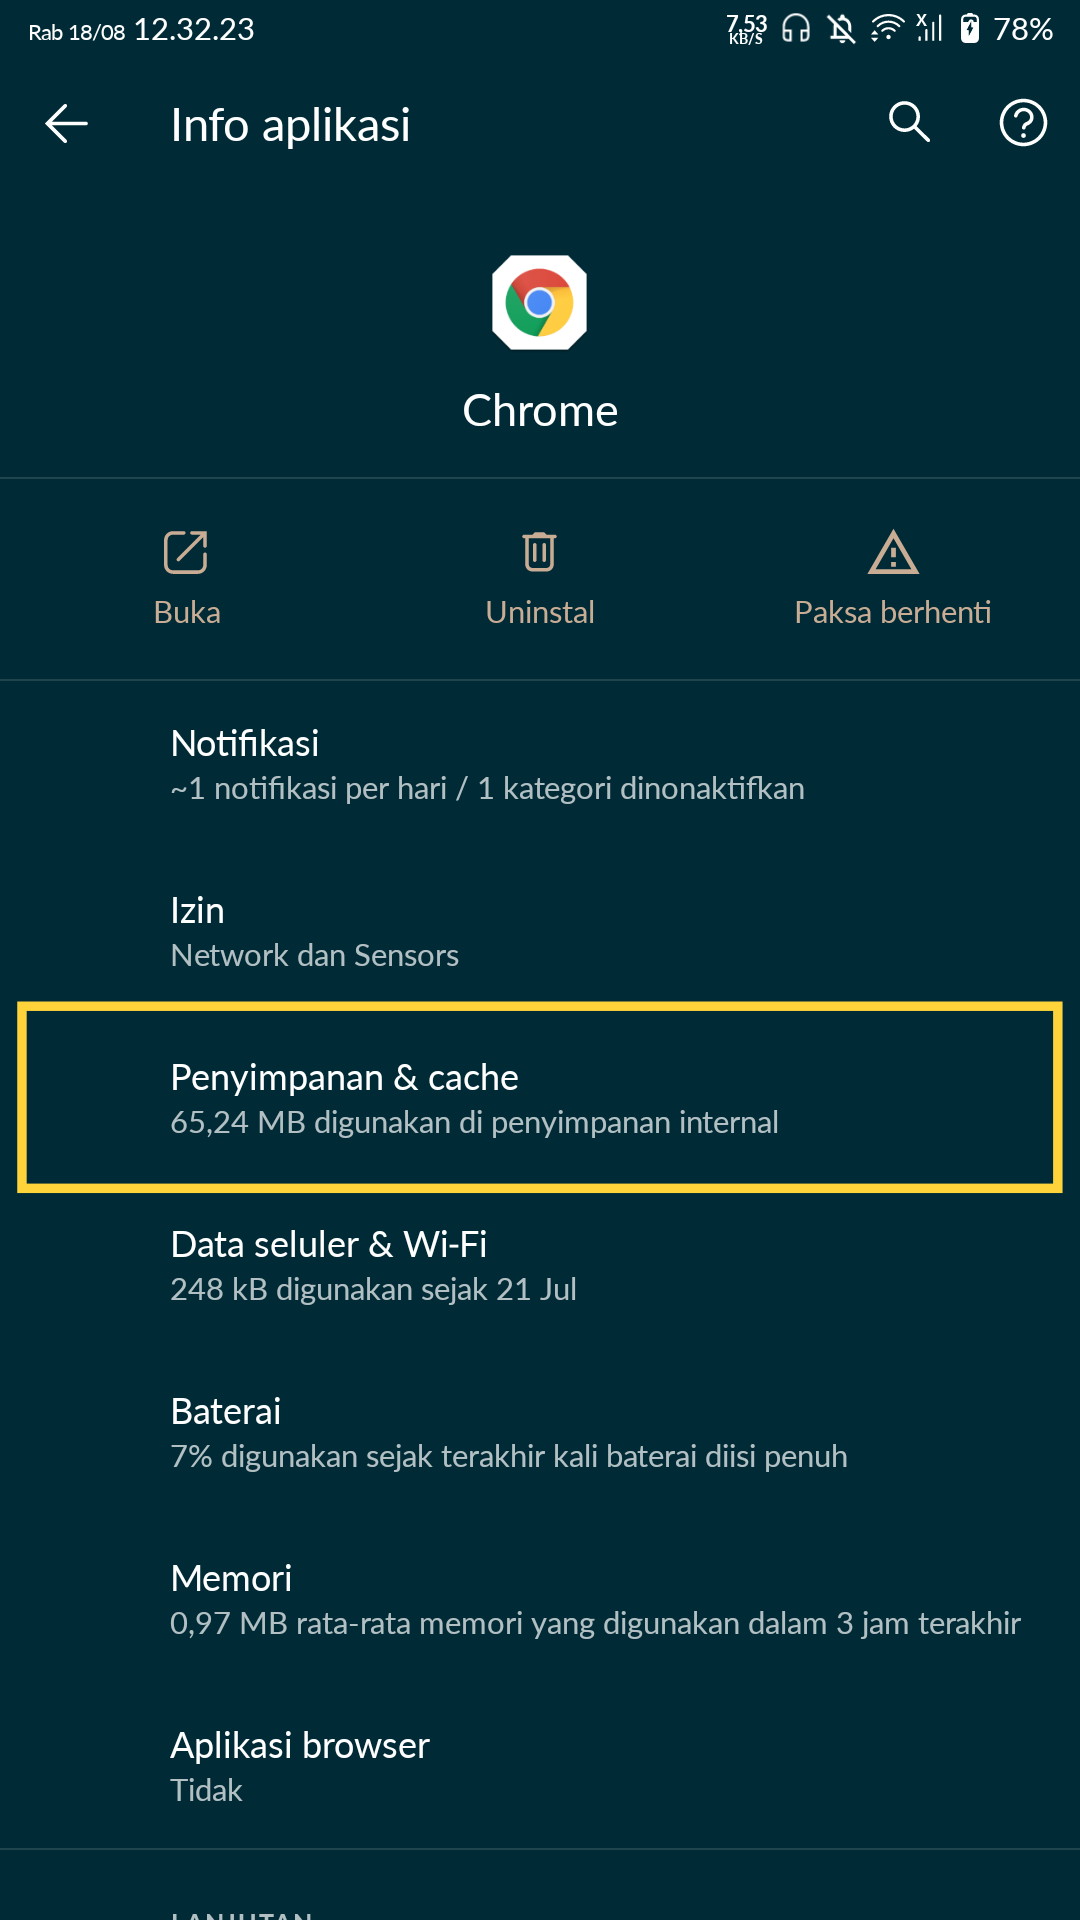 Rab 18/08 12.32.23 7,53 KB/S X 78%
Info aplikasi
Chrome
Buka Uninstal Paksa berhenti
Notifikasi
~1 notifikasi per hari / 1 kategori dinonaktifkan
Izin
Network dan Sensors
Penyimpanan & cache
65,24 MB digunakan di penyimpanan internal
Data seluler & Wi-Fi
248 kB digunakan sejak 21 Jul
Baterai
7% digunakan sejak terakhir kali baterai diisi penuh
Memori
0,97 MB rata-rata memori yang digunakan dalam 3 jam terakhir
Aplikasi browser
Tidak
LANJUTAN